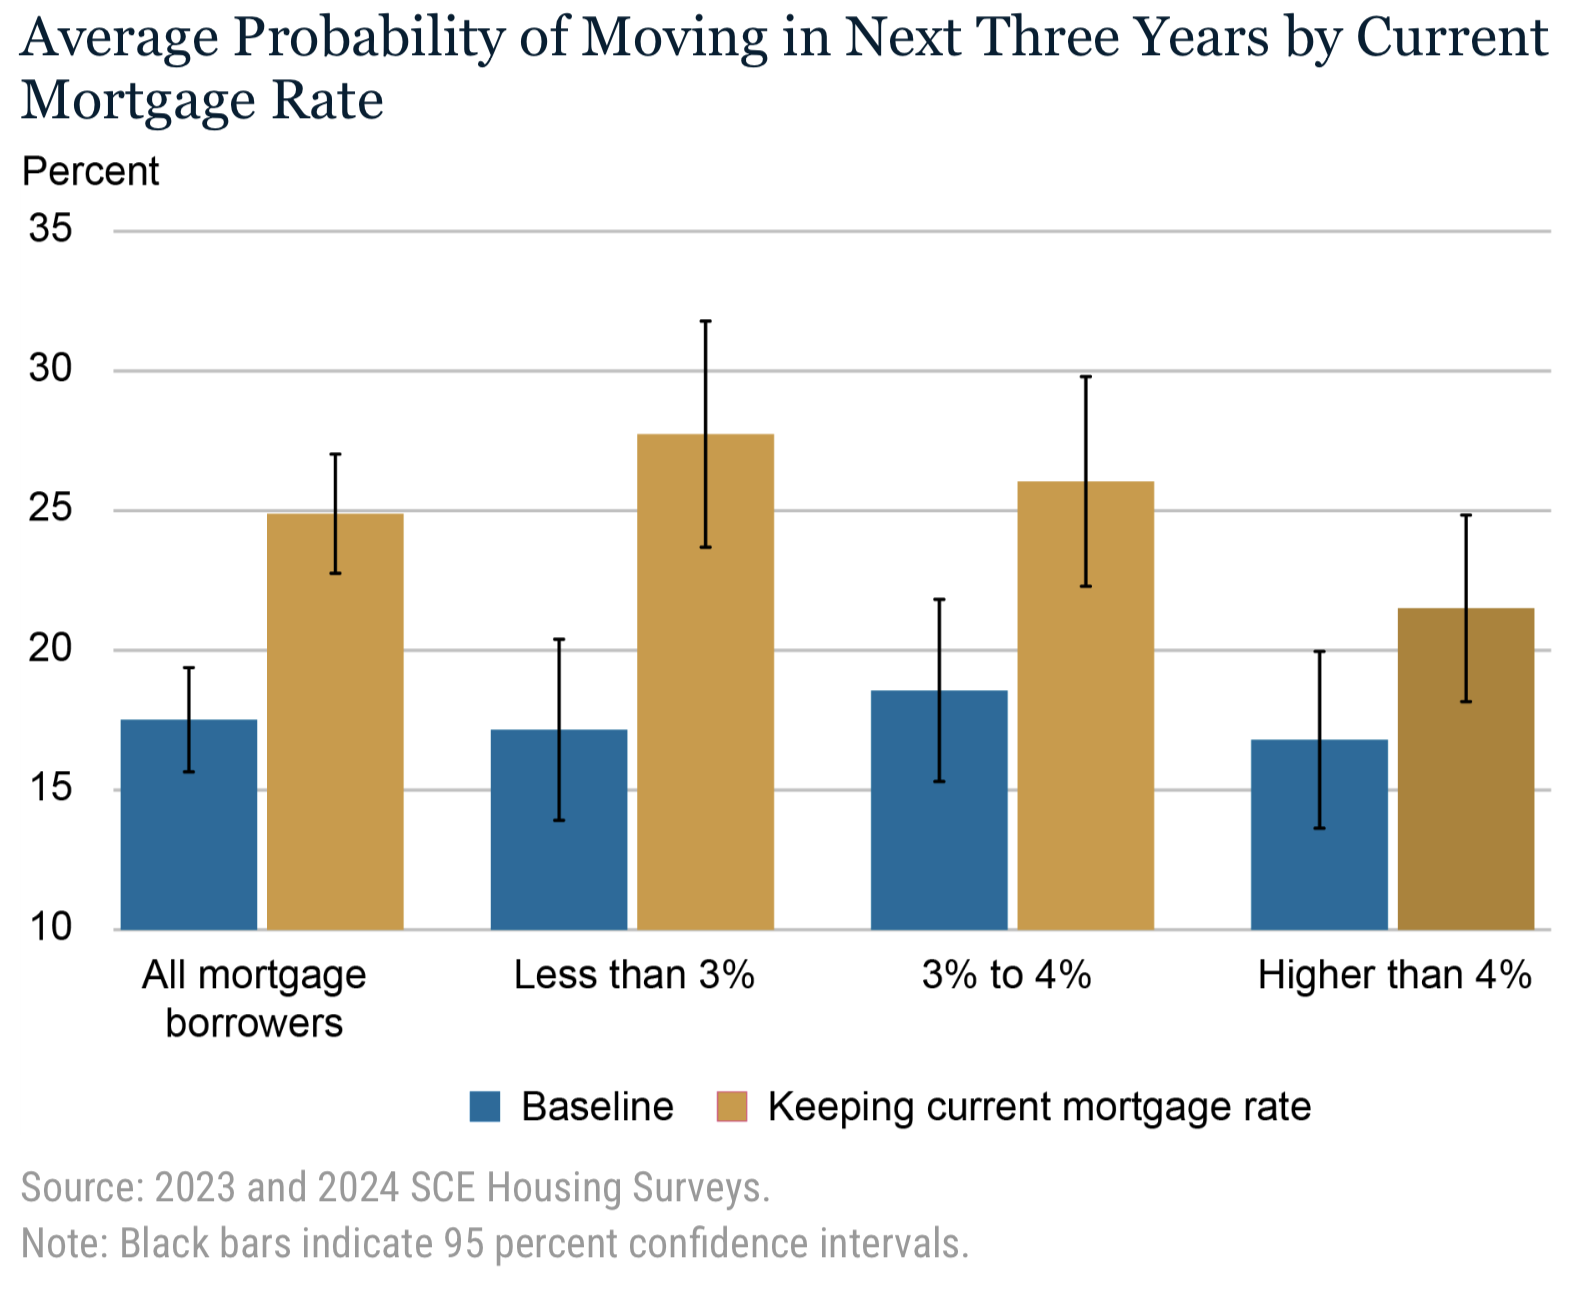 Average Probability of Moving in Next Three Years by Current
Mortgage Rate
Percent
35
30
25
20
15
10
All mortgage
borrowers
Less than 3%
3% to 4%
Higher than 4%
Baseline
Keeping current mortgage rate
Source: 2023 and 2024 SCE Housing Surveys.
Note: Black bars indicate 95 percent confidence intervals.